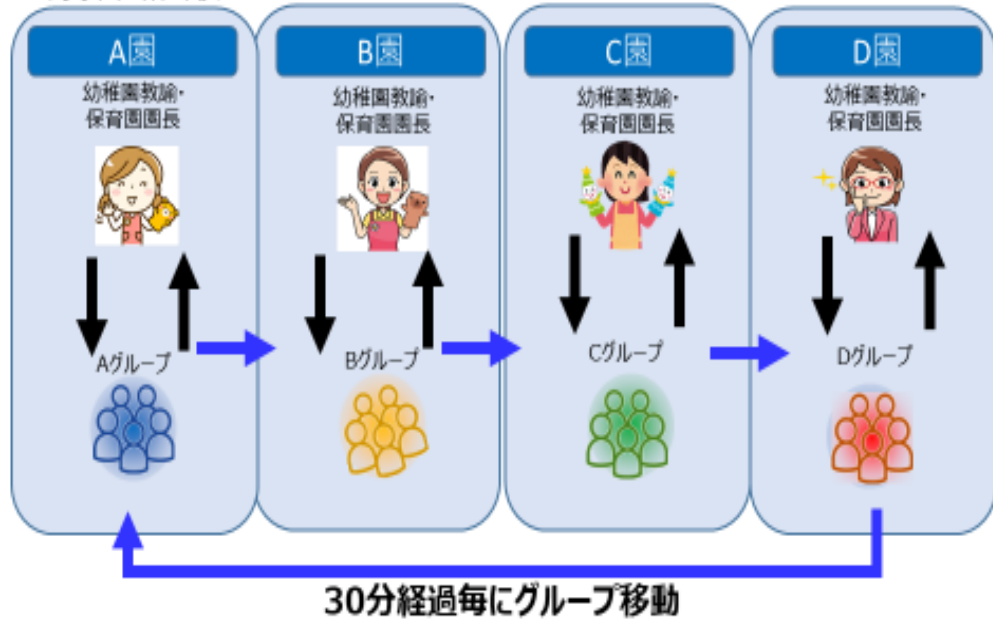 A園
幼稚園教諭・
保育園園長
B園
幼稚園教諭・
保育園園長
C園
幼稚園教諭・
保育園園長
D園
幼稚園教諭・
保育園園長
Aグループ
Bグループ
Cグループ
Dグループ
30分経過毎にグループ移動